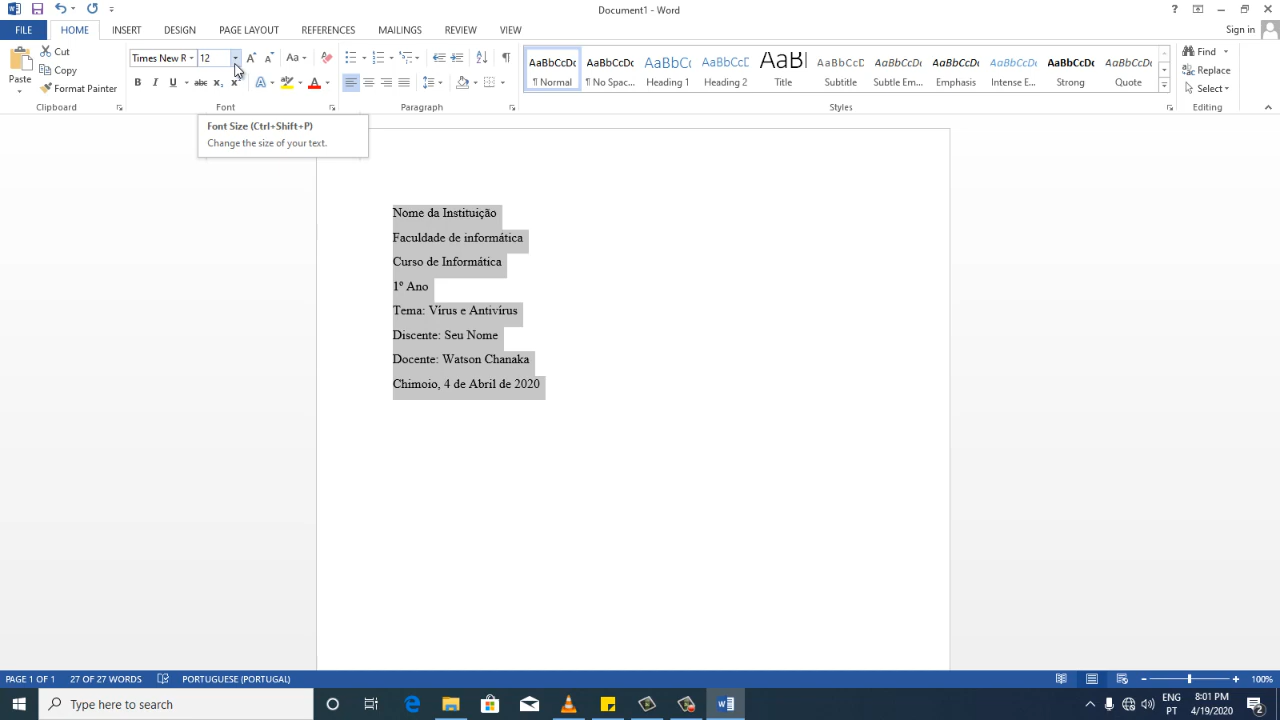 Document1 - Word
Sign in
FILE HOME INSERT DESIGN PAGE LAYOUT REFERENCES MAILINGS REVIEW VIEW
Paste
Cut
Copy
Format Painter
Clipboard
Times New R 12
Font
Paragraph
AaBbCcDc AaBbCcDc AaBbCc AaBbCcD AaB AaBbCcD AaBbCcDc AaBbCcDc AaBbCcDc AaBbCcDc AaBbCcDc
¶ Normal ¶ No Spac... Heading 1 Heading 2 Title Subtitle Subtle Em... Emphasis Intense E... Strong Quote
Styles
Find
Replace
Select
Editing
Font Size (Ctrl+Shift+P)
Change the size of your text.
Nome da Instituição
Faculdade de informática
Curso de Informática
1º Ano
Tema: Vírus e Antivírus
Discente: Seu Nome
Docente: Watson Chanaka
Chimoio, 4 de Abril de 2020
PAGE 1 OF 1 27 OF 27 WORDS PORTUGUESE (PORTUGAL) 100%
Type here to search
ENG
PT
8:01 PM
4/19/2020
2